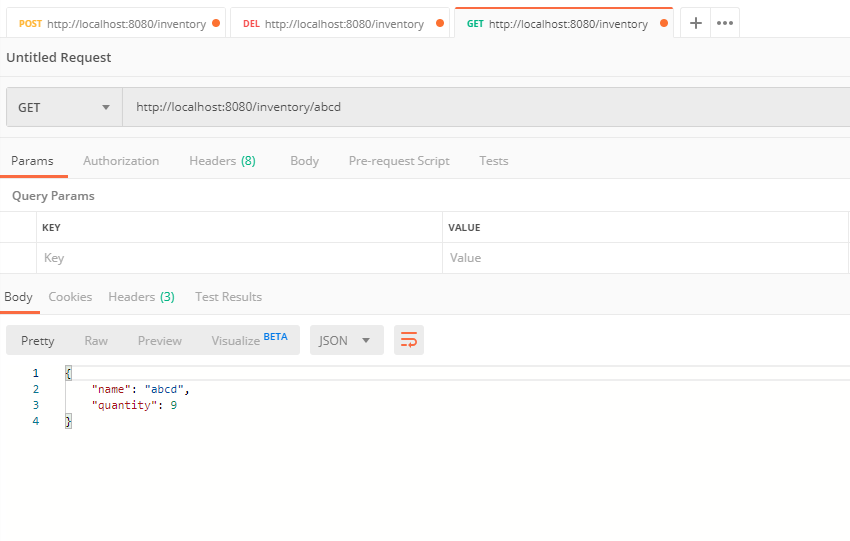 POST http://localhost:8080/inventory DEL http://localhost:8080/inventory GET http://localhost:8080/inventory + •••
Untitled Request
GET http://localhost:8080/inventory/abcd
Params Authorization Headers (8) Body Pre-request Script Tests
Query Params
KEY VALUE
Key Value
Body Cookies Headers (3) Test Results
Pretty Raw Preview Visualize BETA JSON
1 {
2 "name": "abcd",
3 "quantity": 9
4 }